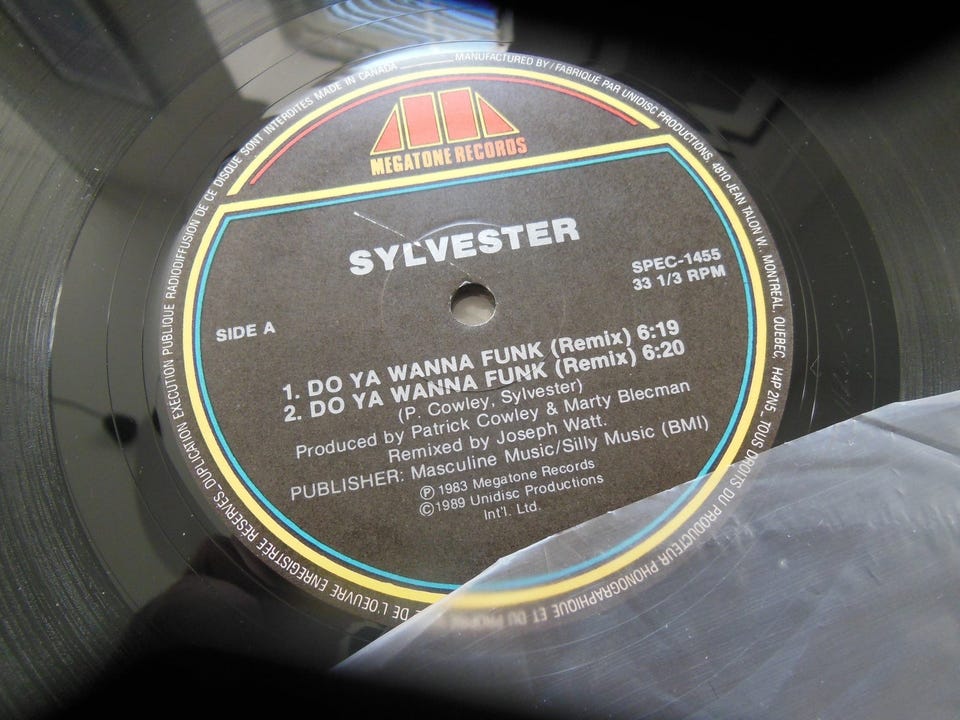 MANUFACTURED BY / FABRIQUÉ PAR UNIDISC PRODUCTIONS, 4810 JEAN TALON W. MONTREAL, QUEBEC, H4P 2N5 _ TOUS DROITS DU PRODUCTEUR PHONOGRAPHIQUE ET DU
DE L'OEUVRE ENREGISTRÉE RÉSERVÉS_DUPLICATION EXECUTION PUBLIQUE RADIODIFFUSION DE CE DISQUE SONT INTERDITES MADE IN CANADA
MEGATONE RECORDS
SYLVESTER
SPEC-1455
33 1/3 RPM
SIDE A
1. DO YA WANNA FUNK (Remix) 6:19
2. DO YA WANNA FUNK (Remix) 6:20
(P. Cowley, Sylvester)
Produced by Patrick Cowley & Marty Blecman
Remixed by Joseph Watt.
PUBLISHER: Masculine Music/Silly Music (BMI)
Ⓟ 1983 Megatone Records
© 1989 Unidisc Productions
Int'l. Ltd.